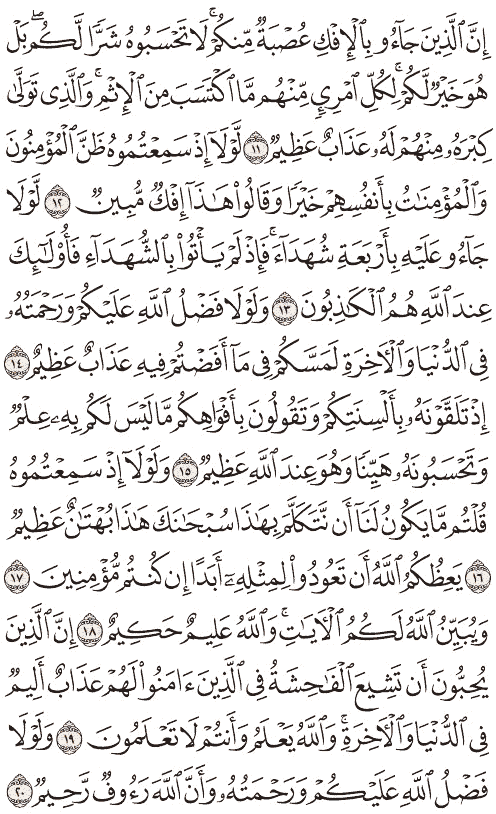 إِنَّ ٱلَّذِينَ جَآءُو بِٱلْإِفْكِ عُصْبَةٌ مِّنكُمْ ۚ لَا تَحْسَبُوهُ شَرًّا لَّكُم ۖ بَلْ
هُوَ خَيْرٌ لَّكُمْ ۚ لِكُلِّ ٱمْرِئٍ مِّنْهُم مَّا ٱكْتَسَبَ مِنَ ٱلْإِثْمِ ۚ وَٱلَّذِى تَوَلَّىٰ
كِبْرَهُۥ مِنْهُمْ لَهُۥ عَذَابٌ عَظِيمٌ ١١ لَّوْلَآ إِذْ سَمِعْتُمُوهُ ظَنَّ ٱلْمُؤْمِنُونَ
وَٱلْمُؤْمِنَـٰتُ بِأَنفُسِهِمْ خَيْرًا وَقَالُوا۟ هَـٰذَآ إِفْكٌ مُّبِينٌ ١٢ لَّوْلَا
جَآءُو عَلَيْهِ بِأَرْبَعَةِ شُهَدَآءَ ۚ فَإِذْ لَمْ يَأْتُوا۟ بِٱلشُّهَدَآءِ فَأُو۟لَـٰٓئِكَ
عِندَ ٱللَّهِ هُمُ ٱلْكَـٰذِبُونَ ١٣ وَلَوْلَا فَضْلُ ٱللَّهِ عَلَيْكُمْ وَرَحْمَتُهُۥ
فِى ٱلدُّنْيَا وَٱلْـَٔاخِرَةِ لَمَسَّكُمْ فِى مَآ أَفَضْتُمْ فِيهِ عَذَابٌ عَظِيمٌ ١٤
إِذْ تَلَقَّوْنَهُۥ بِأَلْسِنَتِكُمْ وَتَقُولُونَ بِأَفْوَاهِكُم مَّا لَيْسَ لَكُم بِهِۦ عِلْمٌ
وَتَحْسَبُونَهُۥ هَيِّنًا وَهُوَ عِندَ ٱللَّهِ عَظِيمٌ ١٥ وَلَوْلَآ إِذْ سَمِعْتُمُوهُ
قُلْتُم مَّا يَكُونُ لَنَآ أَن نَّتَكَلَّمَ بِهَـٰذَا سُبْحَـٰنَكَ هَـٰذَا بُهْتَـٰنٌ عَظِيمٌ
١٦ يَعِظُكُمُ ٱللَّهُ أَن تَعُودُوا۟ لِمِثْلِهِۦٓ أَبَدًا إِن كُنتُم مُّؤْمِنِينَ ١٧
وَيُبَيِّنُ ٱللَّهُ لَكُمُ ٱلْـَٔايَـٰتِ ۚ وَٱللَّهُ عَلِيمٌ حَكِيمٌ ١٨ إِنَّ ٱلَّذِينَ
يُحِبُّونَ أَن تَشِيعَ ٱلْفَـٰحِشَةُ فِى ٱلَّذِينَ ءَامَنُوا۟ لَهُمْ عَذَابٌ أَلِيمٌ
فِى ٱلدُّنْيَا وَٱلْـَٔاخِرَةِ ۚ وَٱللَّهُ يَعْلَمُ وَأَنتُمْ لَا تَعْلَمُونَ ١٩ وَلَوْلَا
فَضْلُ ٱللَّهِ عَلَيْكُمْ وَرَحْمَتُهُۥ وَأَنَّ ٱللَّهَ رَءُوفٌ رَّحِيمٌ ٢٠